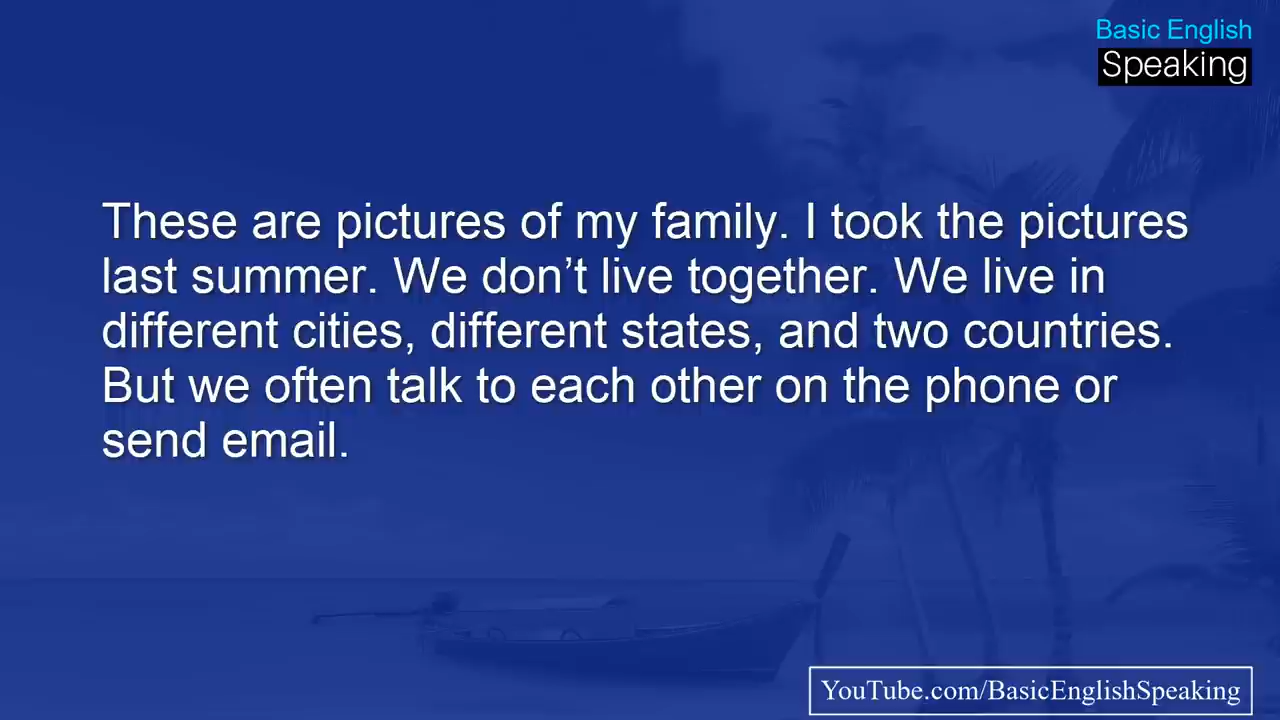 Basic English
Speaking
These are pictures of my family. I took the pictures
last summer. We don’t live together. We live in
different cities, different states, and two countries.
But we often talk to each other on the phone or
send email.
YouTube.com/BasicEnglishSpeaking